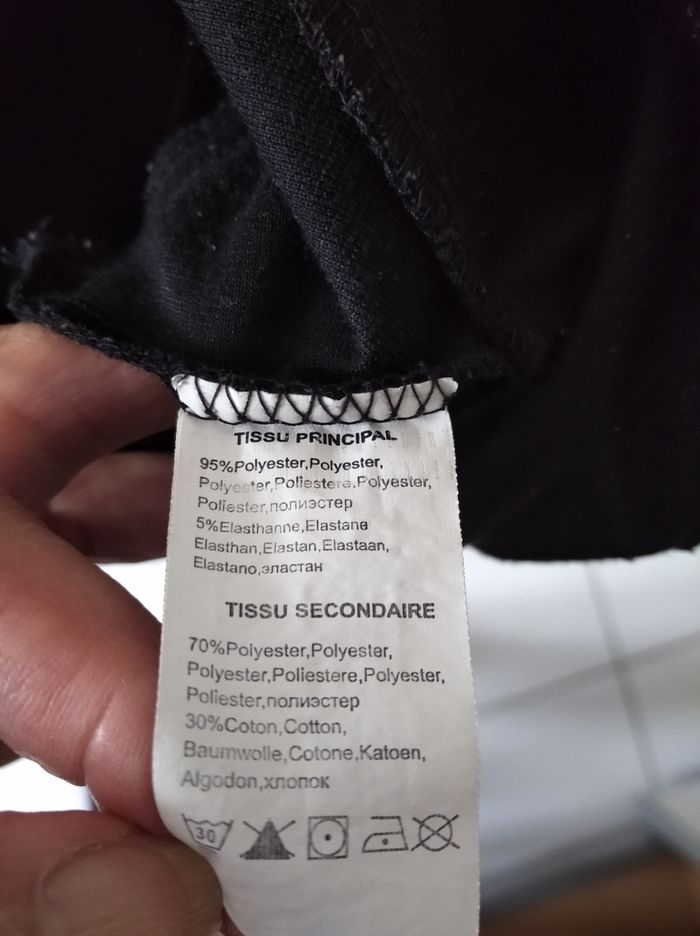 TISSU PRINCIPAL
95%Polyester,Polyester,
Polyester,Poliestere,Polyester,
Poliester,полиэстер
5%Elasthanne,Elastane
Elasthan,Elastan,Elastaan,
Elastano,эластан
TISSU SECONDAIRE
70%Polyester,Polyester,
Polyester,Poliestere,Polyester,
Poliester,полиэстер
30%Coton,Cotton,
Baumwolle,Cotone,Katoen,
Algodon,хлопок
30